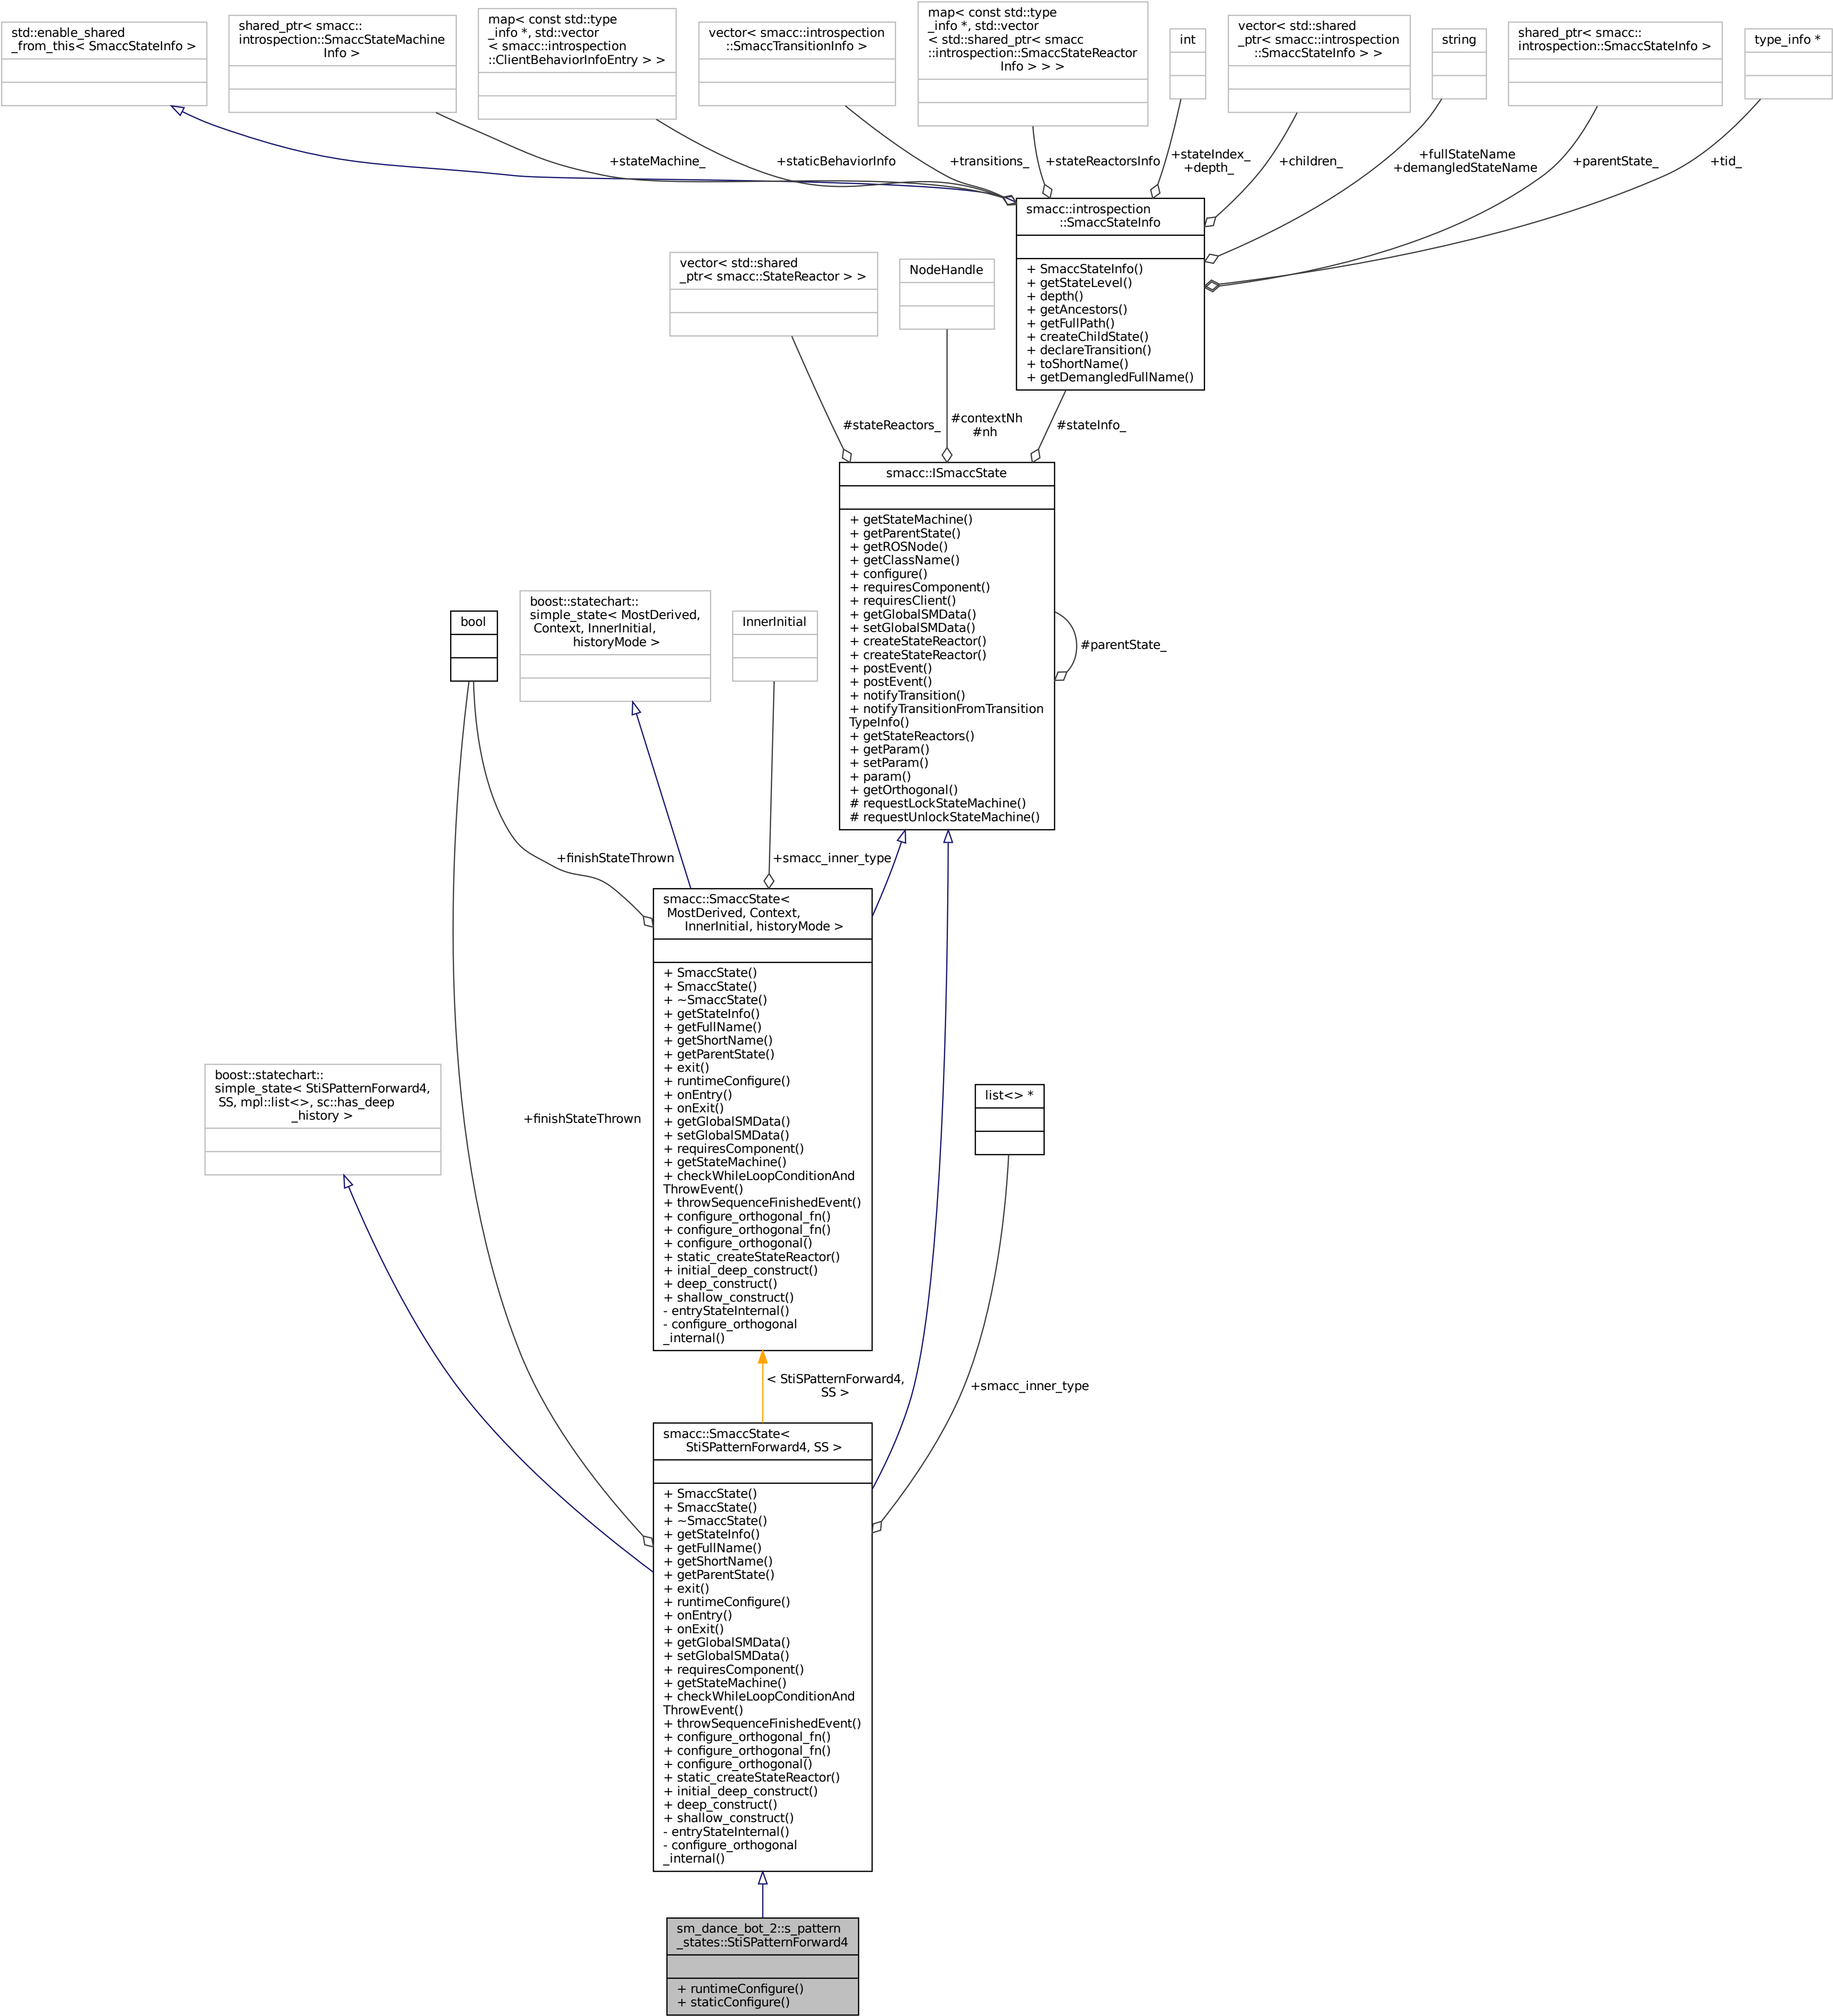 std::enable_shared
_from_this< SmaccStateInfo >
shared_ptr< smacc::
introspection::SmaccStateMachine
Info >
map< const std::type
_info *, std::vector
< smacc::introspection
::ClientBehaviorInfoEntry > >
vector< smacc::introspection
::SmaccTransitionInfo >
map< const std::type
_info *, std::vector
< std::shared_ptr< smacc
::introspection::SmaccStateReactor
Info > > >
int
vector< std::shared
_ptr< smacc::introspection
::SmaccStateInfo > >
string
shared_ptr< smacc::
introspection::SmaccStateInfo >
type_info *
+stateMachine_
+staticBehaviorInfo
+transitions_
+stateReactorsInfo
+stateIndex_
+depth_
+children_
+fullStateName
+demangledStateName
+parentState_
+tid_
smacc::introspection
::SmaccStateInfo
+ SmaccStateInfo()
+ getStateLevel()
+ depth()
+ getAncestors()
+ getFullPath()
+ createChildState()
+ declareTransition()
+ toShortName()
+ getDemangledFullName()
vector< std::shared
_ptr< smacc::StateReactor > >
NodeHandle
#stateReactors_
#contextNh
#nh
#stateInfo_
smacc::ISmaccState
+ getStateMachine()
+ getParentState()
+ getROSNode()
+ getClassName()
+ configure()
+ requiresComponent()
+ requiresClient()
+ getGlobalSMData()
+ setGlobalSMData()
+ createStateReactor()
+ createStateReactor()
+ postEvent()
+ postEvent()
+ notifyTransition()
+ notifyTransitionFromTransition
TypeInfo()
+ getStateReactors()
+ getParam()
+ setParam()
+ param()
+ getOrthogonal()
# requestLockStateMachine()
# requestUnlockStateMachine()
#parentState_
bool
boost::statechart::
simple_state< MostDerived,
Context, InnerInitial,
historyMode >
InnerInitial
+finishStateThrown
+smacc_inner_type
smacc::SmaccState<
MostDerived, Context,
InnerInitial, historyMode >
+ SmaccState()
+ SmaccState()
+ ~SmaccState()
+ getStateInfo()
+ getFullName()
+ getShortName()
+ getParentState()
+ exit()
+ runtimeConfigure()
+ onEntry()
+ onExit()
+ getGlobalSMData()
+ setGlobalSMData()
+ requiresComponent()
+ getStateMachine()
+ checkWhileLoopConditionAnd
ThrowEvent()
+ throwSequenceFinishedEvent()
+ configure_orthogonal_fn()
+ configure_orthogonal_fn()
+ configure_orthogonal()
+ static_createStateReactor()
+ initial_deep_construct()
+ deep_construct()
+ shallow_construct()
- entryStateInternal()
- configure_orthogonal
_internal()
boost::statechart::
simple_state< StiSPatternForward4,
SS, mpl::list<>, sc::has_deep
_history >
+finishStateThrown
list<> *
< StiSPatternForward4,
SS >
+smacc_inner_type
smacc::SmaccState<
StiSPatternForward4, SS >
+ SmaccState()
+ SmaccState()
+ ~SmaccState()
+ getStateInfo()
+ getFullName()
+ getShortName()
+ getParentState()
+ exit()
+ runtimeConfigure()
+ onEntry()
+ onExit()
+ getGlobalSMData()
+ setGlobalSMData()
+ requiresComponent()
+ getStateMachine()
+ checkWhileLoopConditionAnd
ThrowEvent()
+ throwSequenceFinishedEvent()
+ configure_orthogonal_fn()
+ configure_orthogonal_fn()
+ configure_orthogonal()
+ static_createStateReactor()
+ initial_deep_construct()
+ deep_construct()
+ shallow_construct()
- entryStateInternal()
- configure_orthogonal
_internal()
sm_dance_bot_2::s_pattern
_states::StiSPatternForward4
+ runtimeConfigure()
+ staticConfigure()